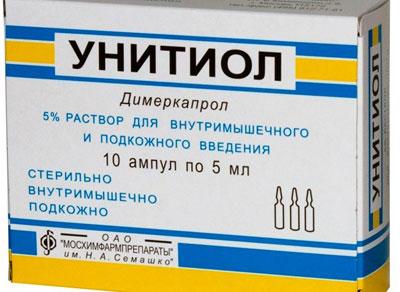 УНИТИОЛ
Димеркапрол
5% РАСТВОР ДЛЯ ВНУТРИМЫШЕЧНОГО
И ПОДКОЖНОГО ВВЕДЕНИЯ
10 ампул по 5 мл
СТЕРИЛЬНО
ВНУТРИМЫШЕЧНО
ПОДКОЖНО
ОАО
"МОСХИМФАРМПРЕПАРАТЫ"
им. Н.А. Семашко